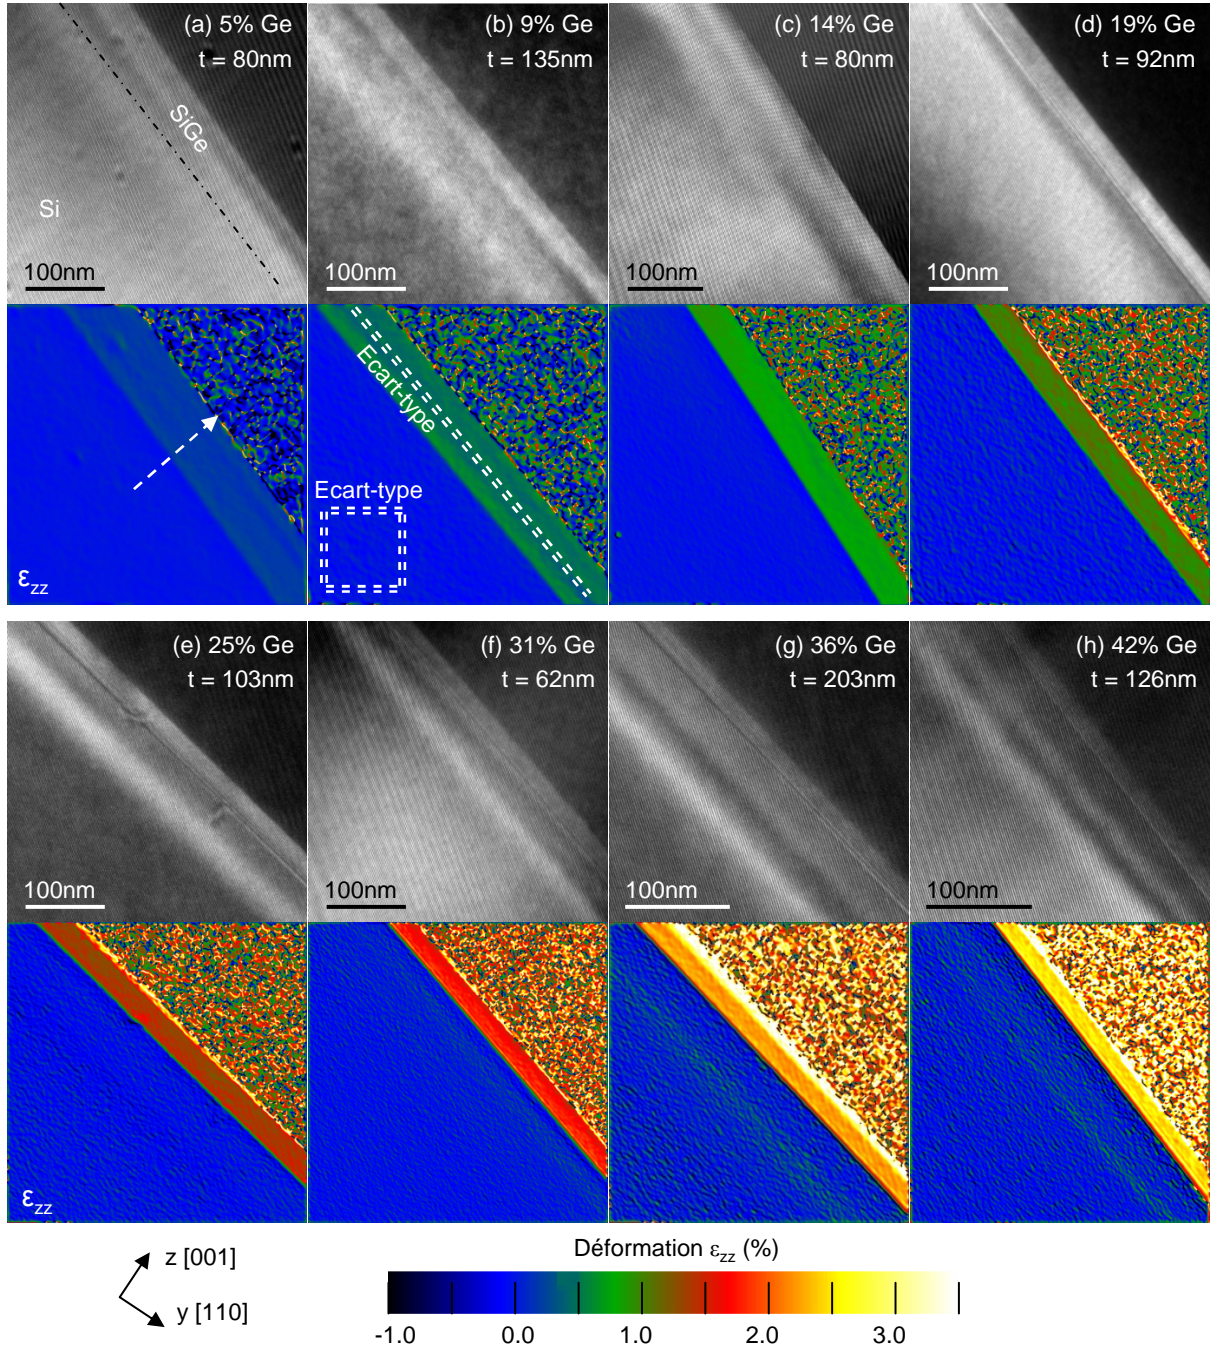 (a) 5% Ge
t = 80nm
SiGe
Si
100nm
(b) 9% Ge
t = 135nm
100nm
(c) 14% Ge
t = 80nm
100nm
(d) 19% Ge
t = 92nm
100nm
εzz
Ecart-type
Ecart-type
(e) 25% Ge
t = 103nm
100nm
(f) 31% Ge
t = 62nm
100nm
(g) 36% Ge
t = 203nm
100nm
(h) 42% Ge
t = 126nm
100nm
εzz
z [001]
y [110]
Déformation εzz (%)
-1.0 0.0 1.0 2.0 3.0